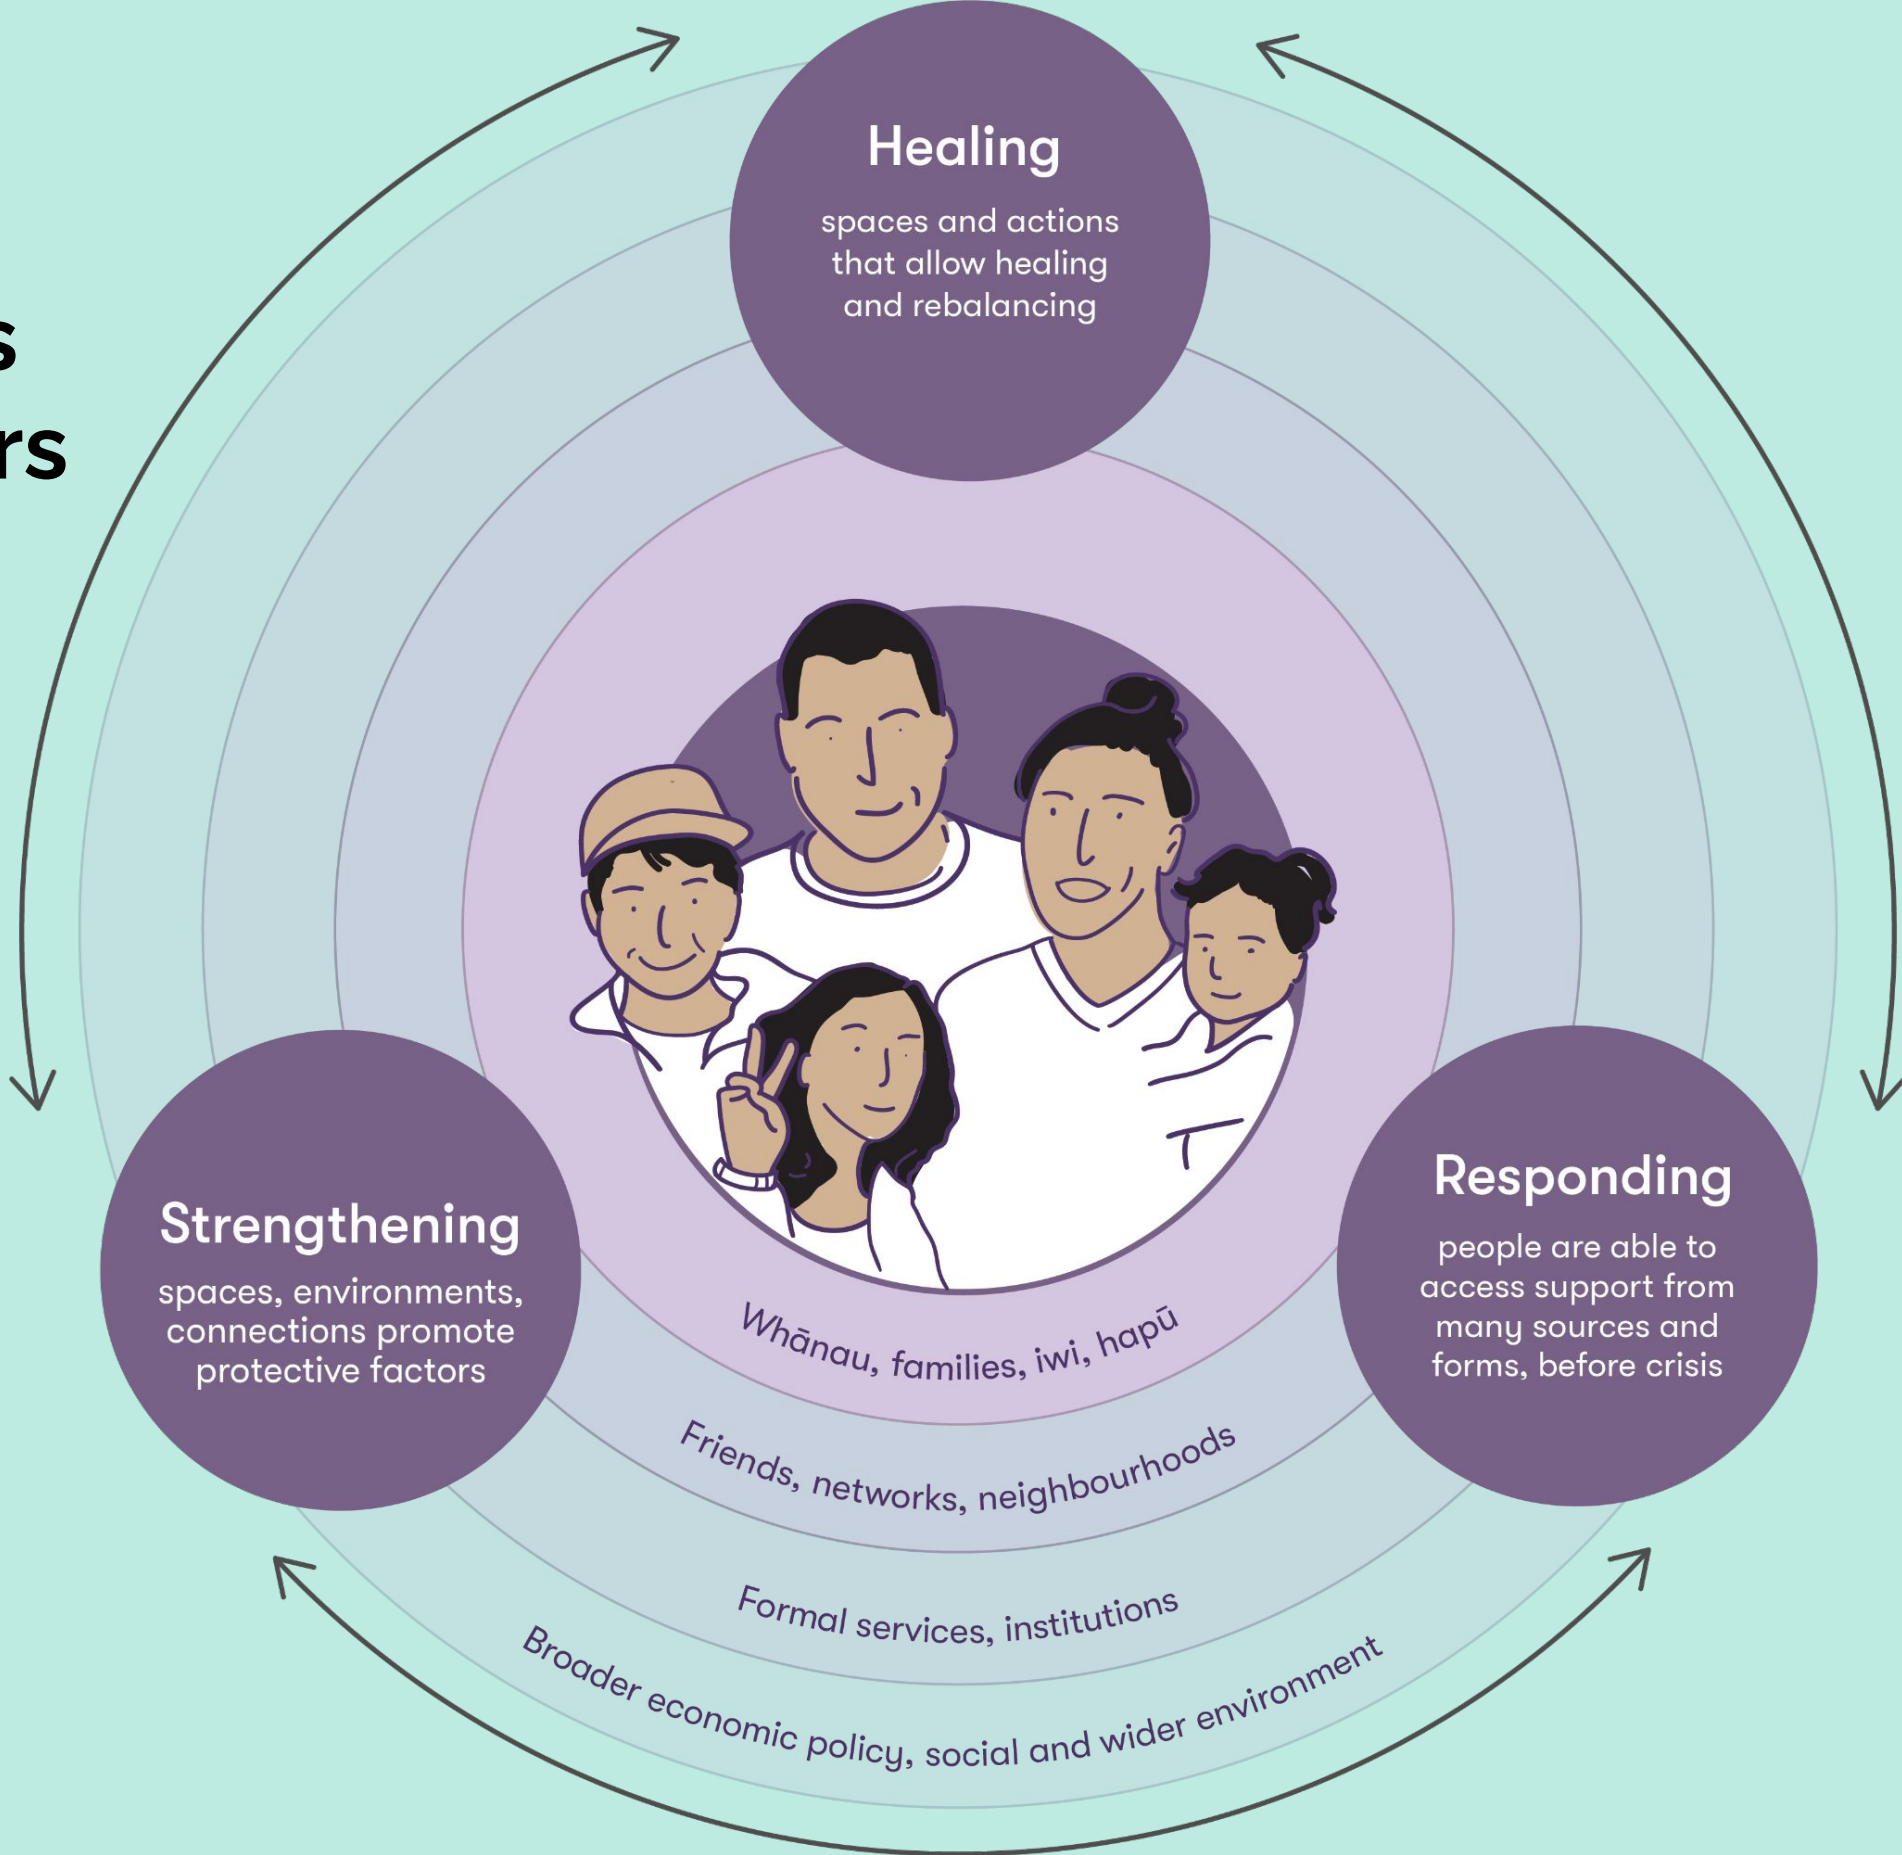 Healing
spaces and actions
that allow healing
and rebalancing
s
rs
Strengthening
spaces, environments,
connections promote
protective factors
Responding
people are able to
access support from
many sources and
forms, before crisis
Whānau, families, iwi, hapū
Friends, networks, neighbourhoods
Formal services, institutions
Broader economic policy, social and wider environment